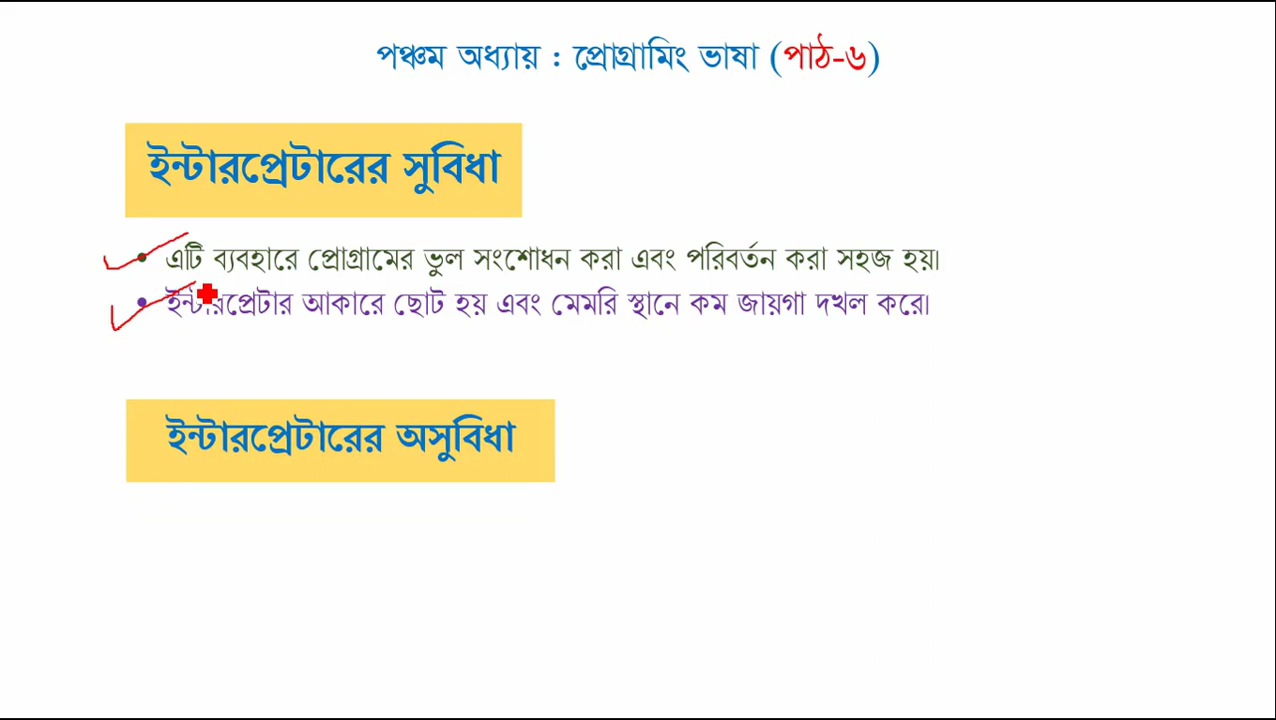 পঞ্চম অধ্যায় : প্রোগ্রামিং ভাষা (পাঠ-৬)
ইন্টারপ্রেটারের সুবিধা
• এটি ব্যবহারে প্রোগ্রামের ভুল সংশোধন করা এবং পরিবর্তন করা সহজ হয়।
• ইন্টারপ্রেটার আকারে ছোট হয় এবং মেমরি স্থানে কম জায়গা দখল করে।
ইন্টারপ্রেটারের অসুবিধা